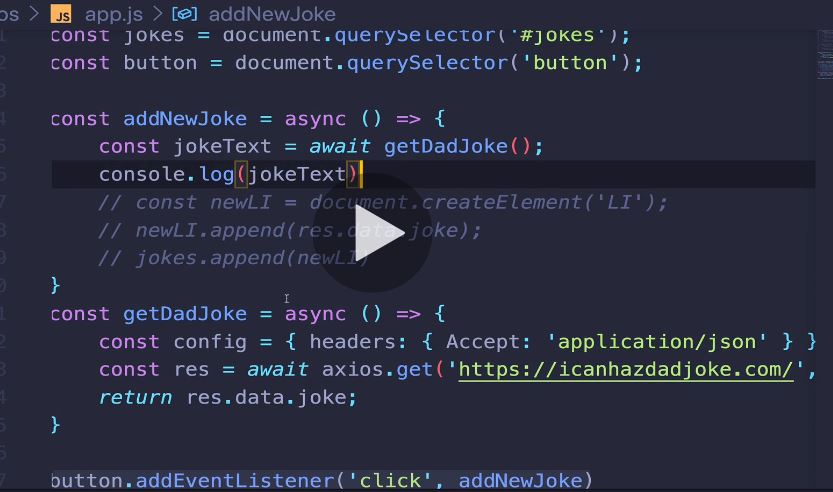 os > JS app.js > addNewJoke
const jokes = document.querySelector('#jokes');
const button = document.querySelector('button');
const addNewJoke = async () => {
const jokeText = await getDadJoke();
console.log(jokeText)
// const newLI = document.createElement('LI');
// newLI.append(res.data.joke);
// jokes.append(newLI)
}
const getDadJoke = async () => {
const config = { headers: { Accept: 'application/json' } }
const res = await axios.get('https://icanhazdadjoke.com/',
return res.data.joke;
}
button.addEventListener('click', addNewJoke)